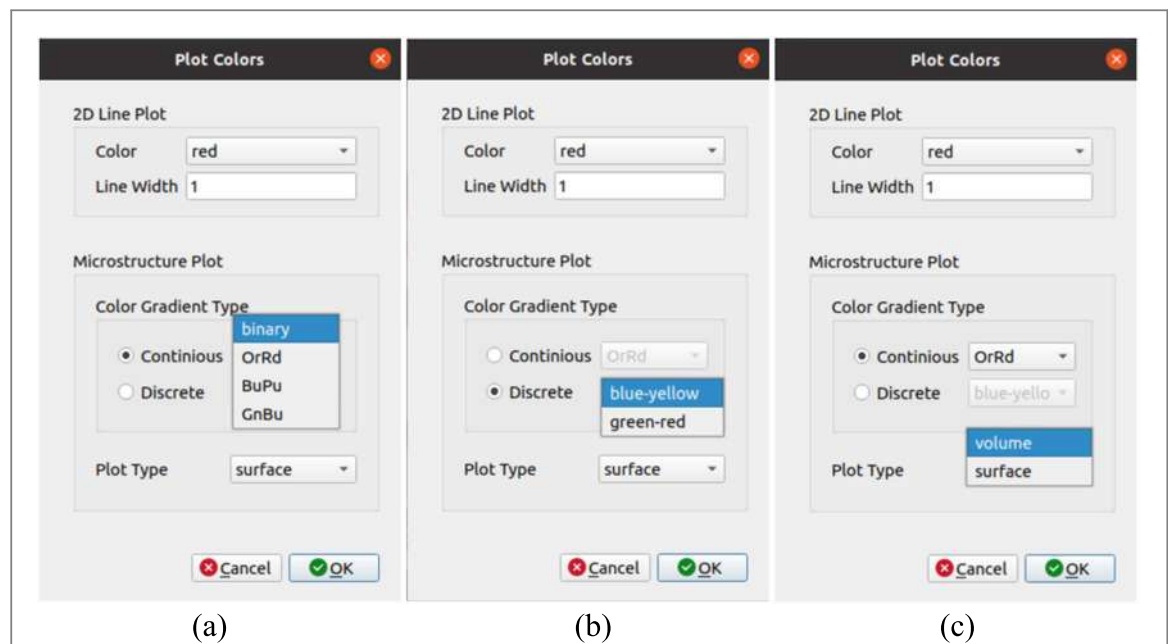 Plot Colors
2D Line Plot
Color red
Line Width 1
Microstructure Plot
Color Gradient Type
binary
Continious OrRd
BuPu
Discrete
GnBu
Plot Type surface
Cancel OK
(a)
Plot Colors
2D Line Plot
Color red
Line Width 1
Microstructure Plot
Color Gradient Type
Continious OrRd
Discrete blue-yellow
green-red
Plot Type surface
Cancel OK
(b)
Plot Colors
2D Line Plot
Color red
Line Width 1
Microstructure Plot
Color Gradient Type
Continious OrRd
Discrete blue-yello
volume
Plot Type surface
Cancel OK
(c)